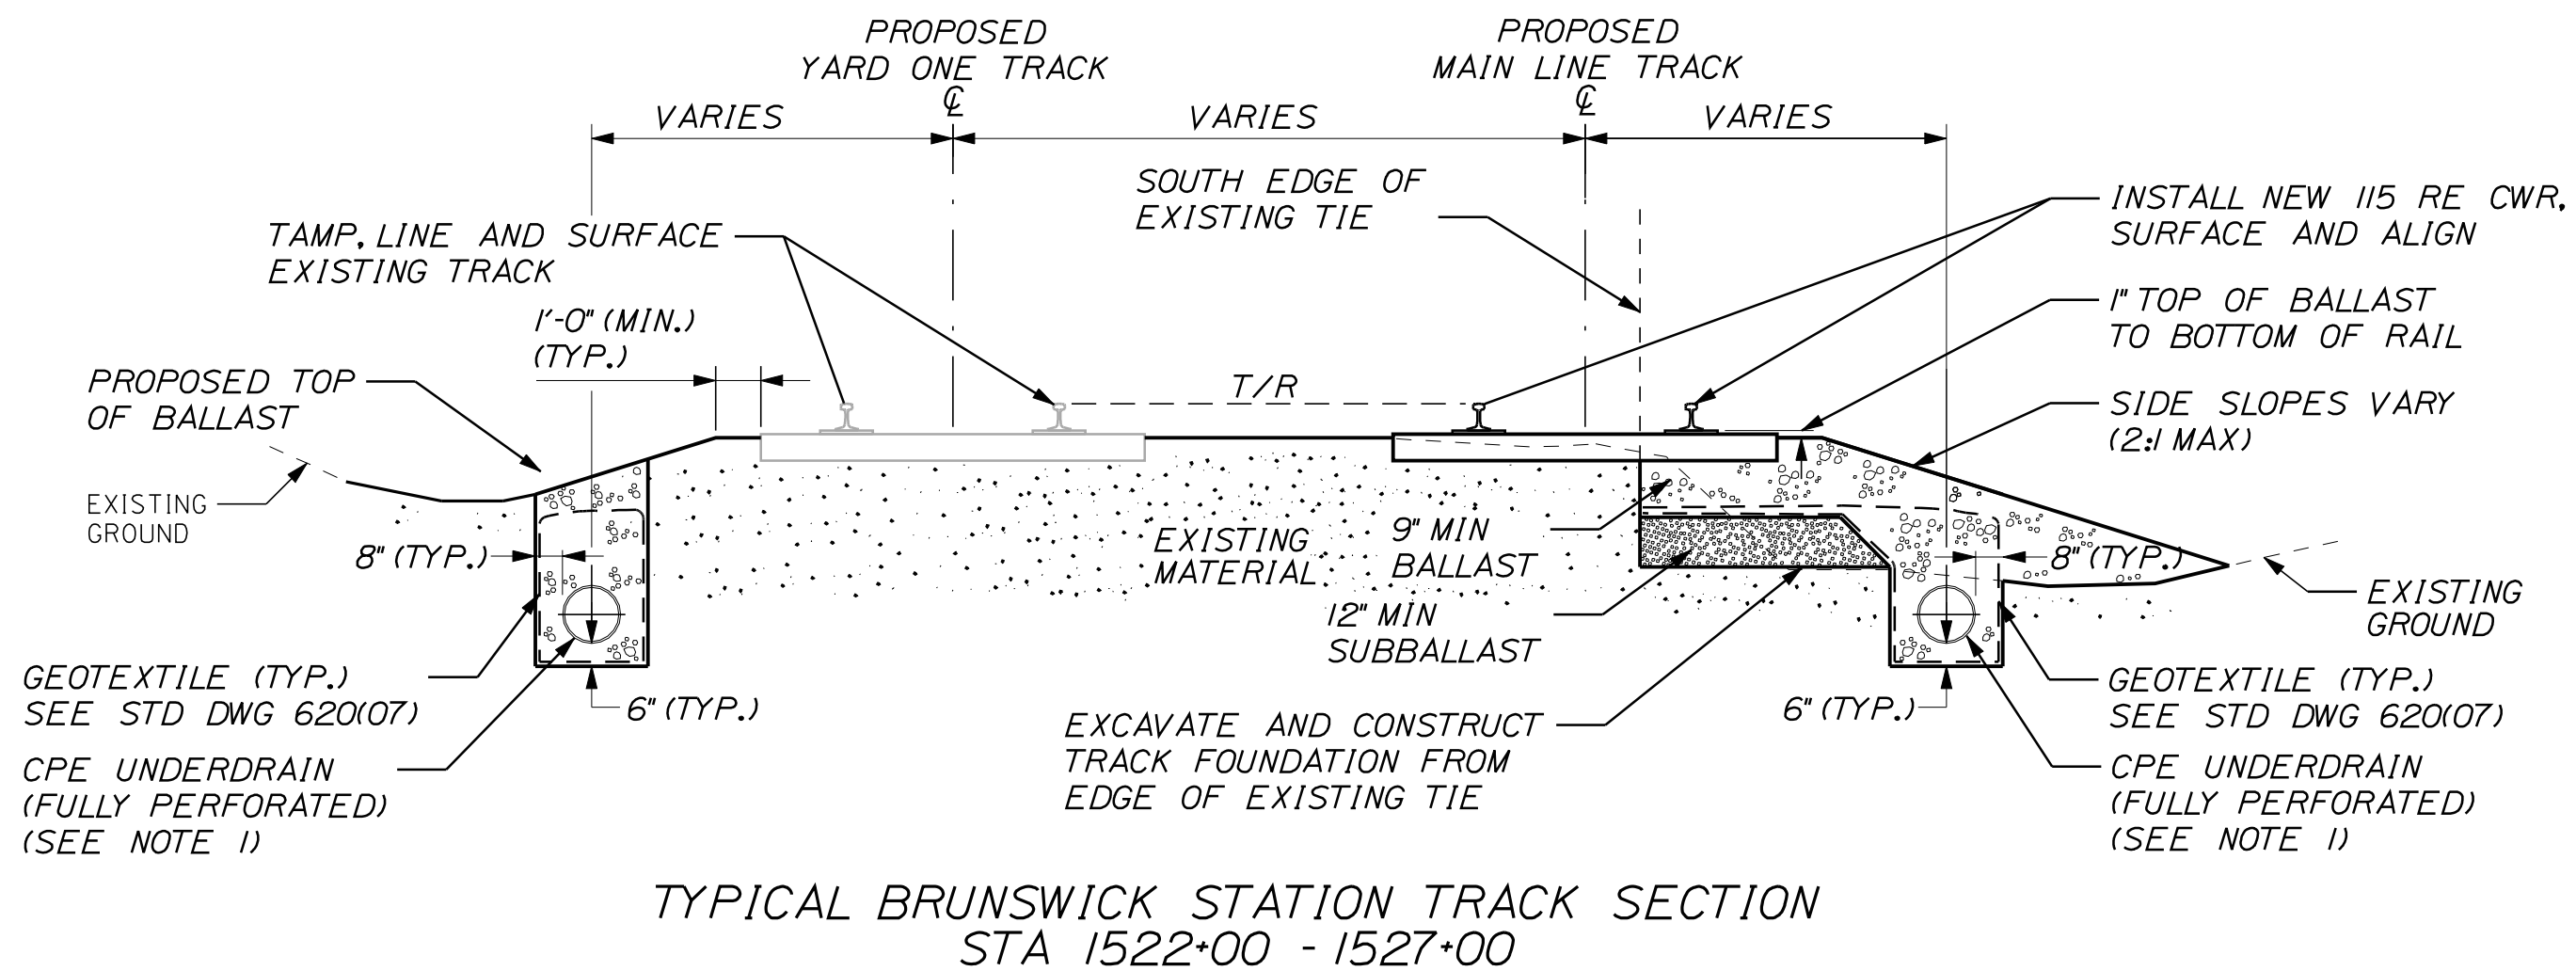 PROPOSED
YARD ONE TRACK
℄
PROPOSED
MAIN LINE TRACK
℄
VARIES
VARIES
VARIES
SOUTH EDGE OF
EXISTING TIE
INSTALL NEW 115 RE CWR,
SURFACE AND ALIGN
TAMP, LINE AND SURFACE
EXISTING TRACK
1'-0" (MIN.)
(TYP.)
1" TOP OF BALLAST
TO BOTTOM OF RAIL
PROPOSED TOP
OF BALLAST
T/R
SIDE SLOPES VARY
(2:1 MAX)
EXISTING
GROUND
8" (TYP.)
EXISTING
MATERIAL
9" MIN
BALLAST
8" (TYP.)
12" MIN
SUBBALLAST
EXISTING
GROUND
GEOTEXTILE (TYP.)
SEE STD DWG 620(07)
6" (TYP.)
EXCAVATE AND CONSTRUCT
TRACK FOUNDATION FROM
EDGE OF EXISTING TIE
6" (TYP.)
GEOTEXTILE (TYP.)
SEE STD DWG 620(07)
CPE UNDERDRAIN
(FULLY PERFORATED)
(SEE NOTE 1)
CPE UNDERDRAIN
(FULLY PERFORATED)
(SEE NOTE 1)
TYPICAL BRUNSWICK STATION TRACK SECTION
STA 1522+00 - 1527+00